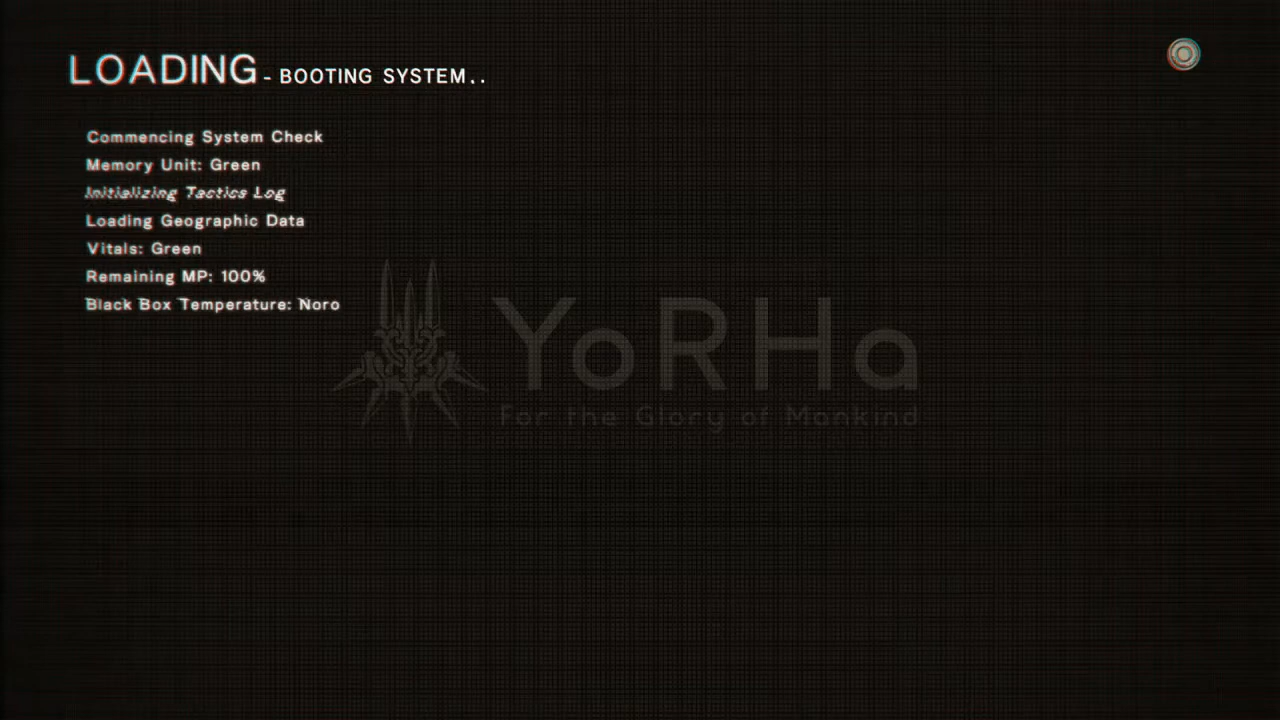 LOADING - BOOTING SYSTEM..
Commencing System Check
Memory Unit: Green
Initializing Tactics Log
Loading Geographic Data
Vitals: Green
Remaining MP: 100%
Black Box Temperature: Noro
YoRHa
For the Glory of Mankind